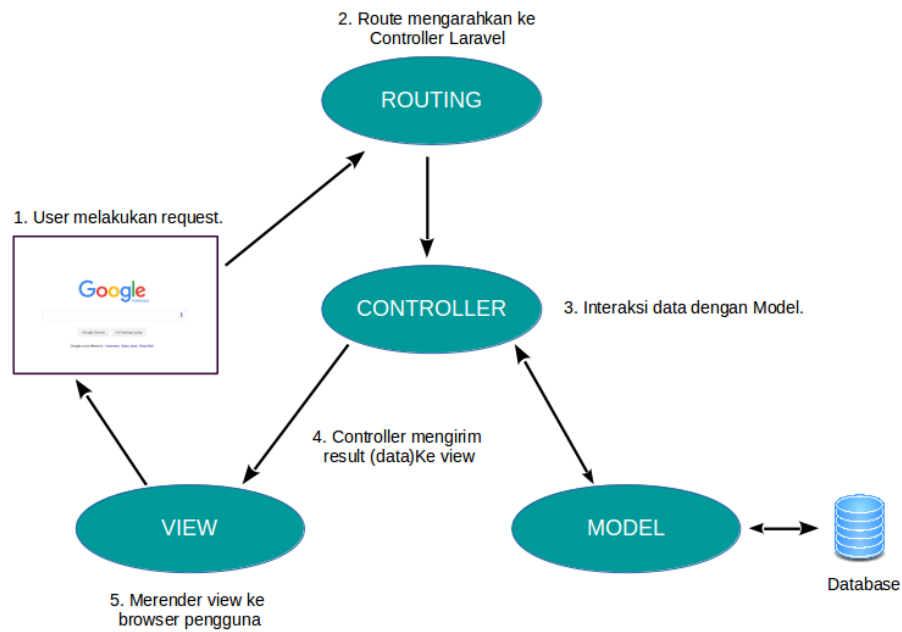 2. Route mengarahkan ke
Controller Laravel
ROUTING
1. User melakukan request.
Google
Indonesia
CONTROLLER
3. Interaksi data dengan Model.
4. Controller mengirim
result (data)Ke view
VIEW
MODEL
Database
5. Merender view ke
browser pengguna